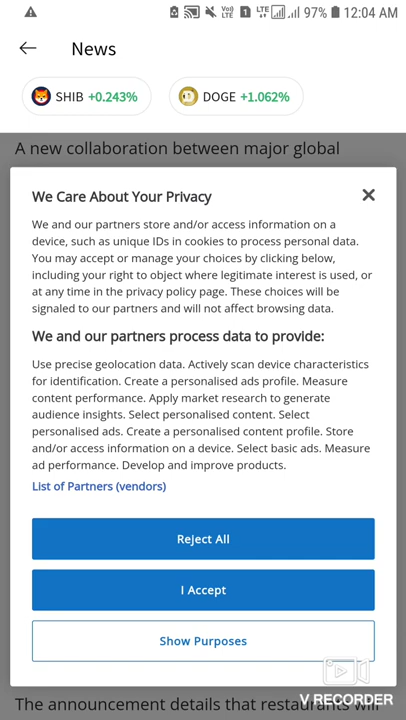 97% 12:04 AM
News
SHIB +0.243% DOGE +1.062%
A new collaboration between major global
We Care About Your Privacy
We and our partners store and/or access information on a
device, such as unique IDs in cookies to process personal data.
You may accept or manage your choices by clicking below,
including your right to object where legitimate interest is used, or
at any time in the privacy policy page. These choices will be
signaled to our partners and will not affect browsing data.
We and our partners process data to provide:
Use precise geolocation data. Actively scan device characteristics
for identification. Create a personalised ads profile. Measure
content performance. Apply market research to generate
audience insights. Select personalised content. Select
personalised ads. Create a personalised content profile. Store
and/or access information on a device. Select basic ads. Measure
ad performance. Develop and improve products.
List of Partners (vendors)
Reject All
I Accept
Show Purposes
V RECORDER
The announcement details that restaurants will